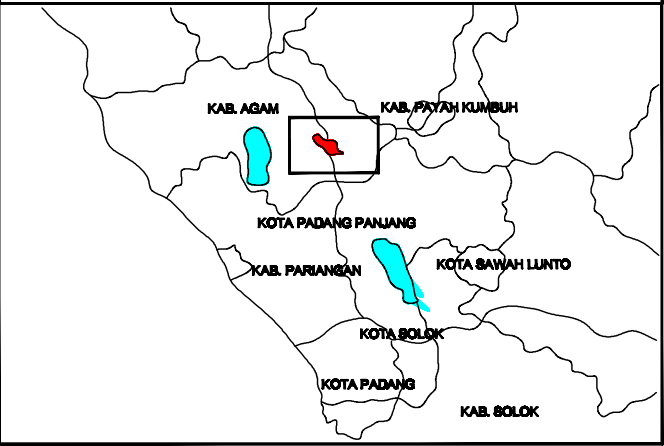 KAB. AGAM
KAB. PAYAH KUMBUH
KOTA PADANG PANJANG
KAB. PARIANGAN
KOTA SAWAH LUNTO
KOTA SOLOK
KOTA PADANG
KAB. SOLOK